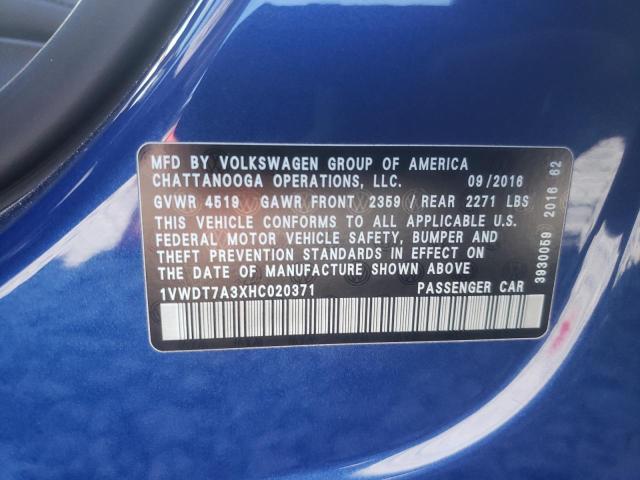 MFD BY VOLKSWAGEN GROUP OF AMERICA
CHATTANOOGA OPERATIONS, LLC. 09/2016
GVWR 4519 GAWR FRONT 2359 / REAR 2271 LBS
THIS VEHICLE CONFORMS TO ALL APPLICABLE U.S.
FEDERAL MOTOR VEHICLE SAFETY, BUMPER AND
THEFT PREVENTION STANDARDS IN EFFECT ON
THE DATE OF MANUFACTURE SHOWN ABOVE
1VWDT7A3XHC020371 PASSENGER CAR
3930059 2016 62